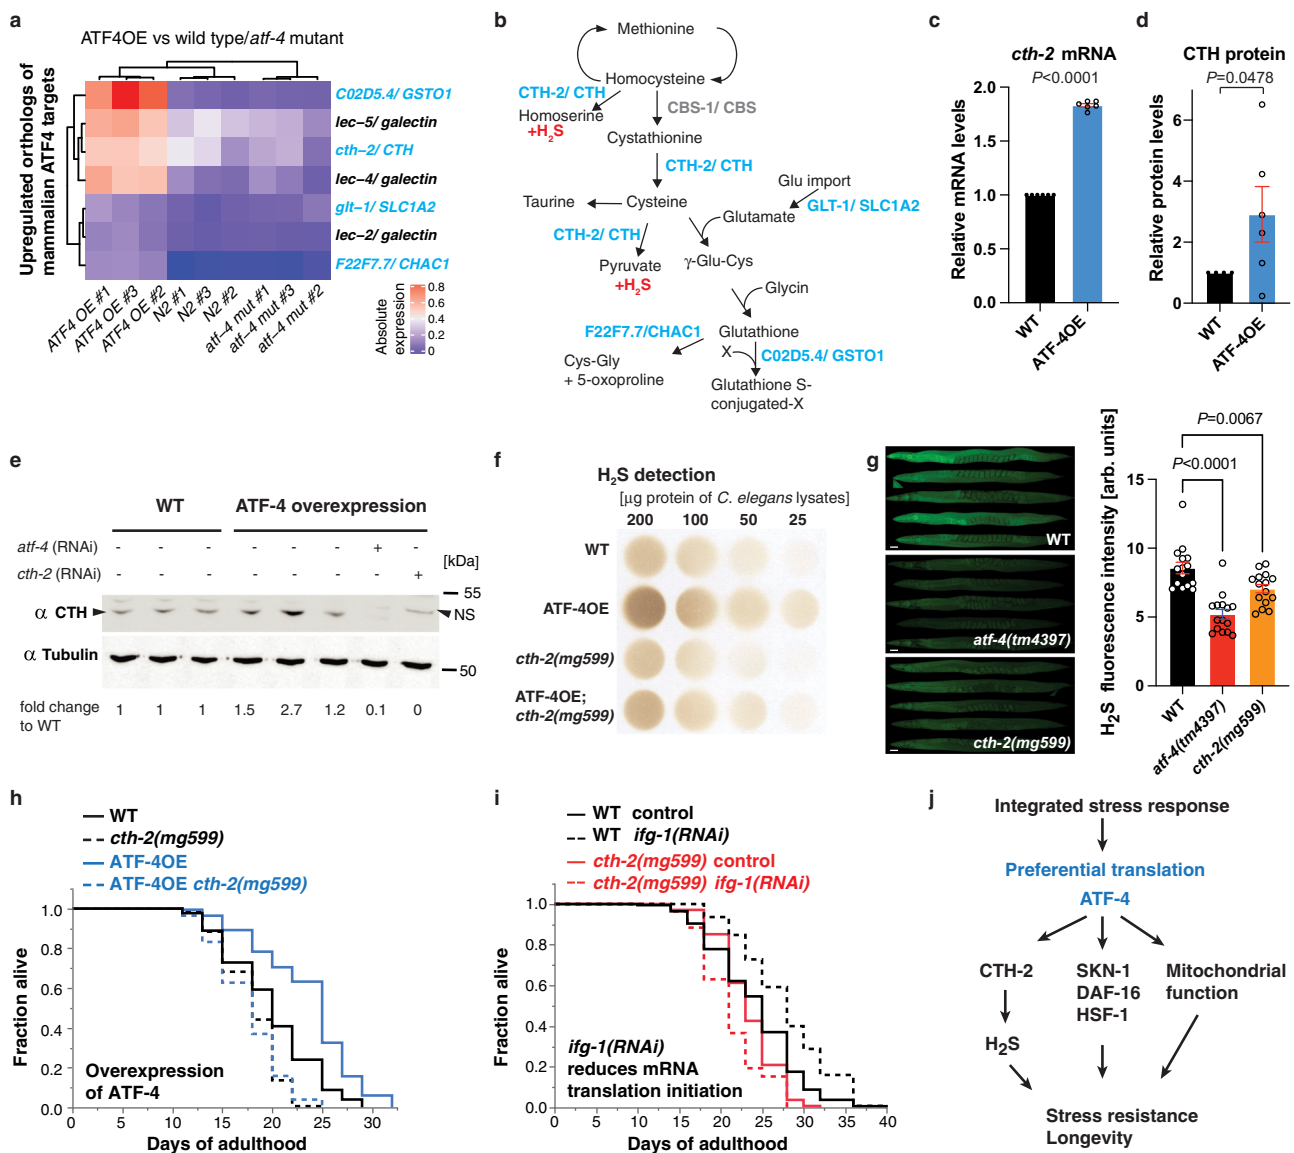 a
ATF4OE vs wild type/atf-4 mutant
Upregulated orthologs of
mammalian ATF4 targets
C02D5.4/ GSTO1
lec–5/ galectin
cth–2/ CTH
lec–4/ galectin
glt–1/ SLC1A2
lec–2/ galectin
F22F7.7/ CHAC1
ATF4 OE #1
ATF4 OE #3
ATF4 OE #2
N2 #1
N2 #3
N2 #2
atf–4 mut #1
atf–4 mut #3
atf–4 mut #2
Absolute
expression
0.8
0.6
0.4
0.2
0
b
Methionine
Homocysteine
CTH-2/ CTH
CBS-1/ CBS
Homoserine
+H2S
Cystathionine
CTH-2/ CTH
Glu import
Taurine
Cysteine
GLT-1/ SLC1A2
Glutamate
CTH-2/ CTH
Pyruvate
+H2S
γ-Glu-Cys
Glycin
F22F7.7/CHAC1
Glutathione
X
C02D5.4/ GSTO1
Cys-Gly
+ 5-oxoproline
Glutathione S-
conjugated-X
c
cth-2 mRNA
P<0.0001
Relative mRNA levels
2.0
1.5
1.0
0.5
0.0
WT
ATF-4OE
d
CTH protein
P=0.0478
Relative protein levels
6
4
2
0
WT
ATF-4OE
e
WT
ATF-4 overexpression
atf-4 (RNAi) - - - - - - + -
cth-2 (RNAi) - - - - - - - +
[kDa]
55
α CTH
NS
α Tubulin
50
fold change
to WT
1 1 1 1.5 2.7 1.2 0.1 0
f
H2S detection
[µg protein of C. elegans lysates]
200 100 50 25
WT
ATF-4OE
cth-2(mg599)
ATF-4OE;
cth-2(mg599)
g
WT
atf-4(tm4397)
cth-2(mg599)
P=0.0067
P<0.0001
H2S fluorescence intensity [arb. units]
15
10
5
0
WT
atf-4(tm4397)
cth-2(mg599)
h
WT
cth-2(mg599)
ATF-4OE
ATF-4OE cth-2(mg599)
Fraction alive
1.0
0.8
0.6
0.4
0.2
0.0
Overexpression
of ATF-4
0 5 10 15 20 25 30
Days of adulthood
i
WT control
WT ifg-1(RNAi)
cth-2(mg599) control
cth-2(mg599) ifg-1(RNAi)
Fraction alive
1.0
0.8
0.6
0.4
0.2
0.0
ifg-1(RNAi)
reduces mRNA
translation initiation
0 5 10 15 20 25 30 35 40
Days of adulthood
j
Integrated stress response
Preferential translation
ATF-4
CTH-2
SKN-1
DAF-16
HSF-1
Mitochondrial
function
H2S
Stress resistance
Longevity